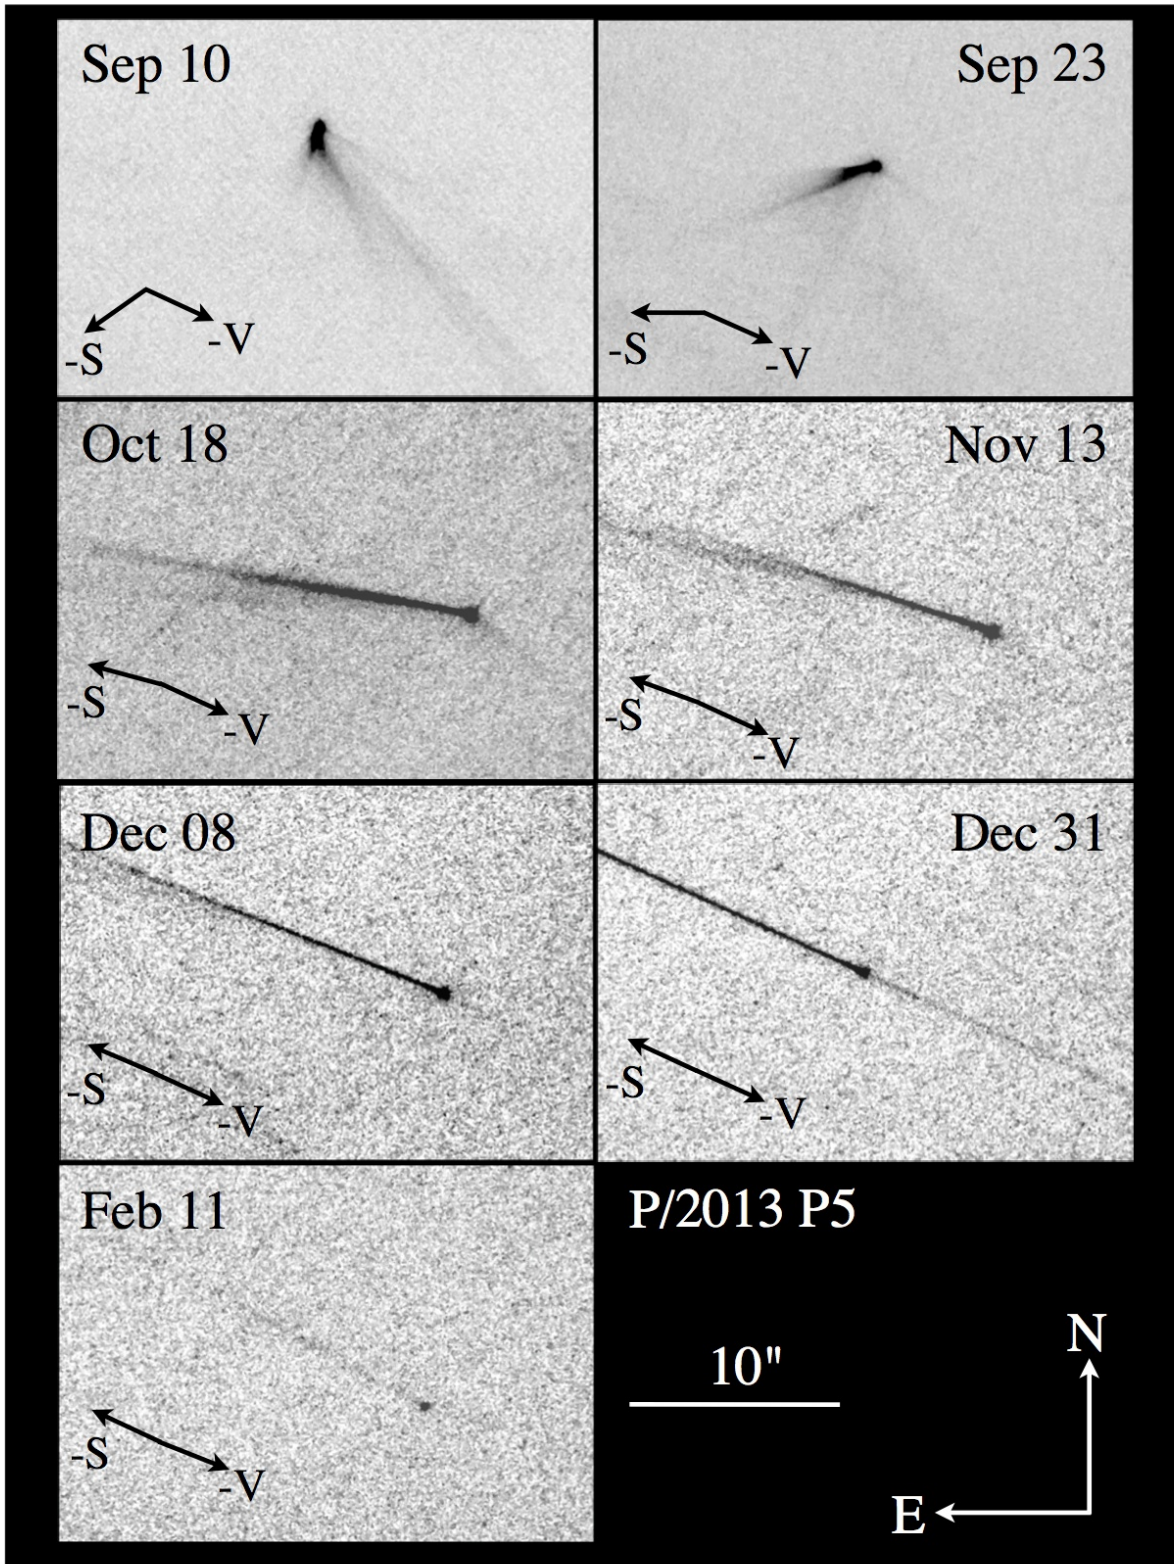 Sep 10
-S
-V
Sep 23
-S
-V
Oct 18
-S
-V
Nov 13
-S
-V
Dec 08
-S
-V
Dec 31
-S
-V
Feb 11
-S
-V
P/2013 P5
10"
N
E